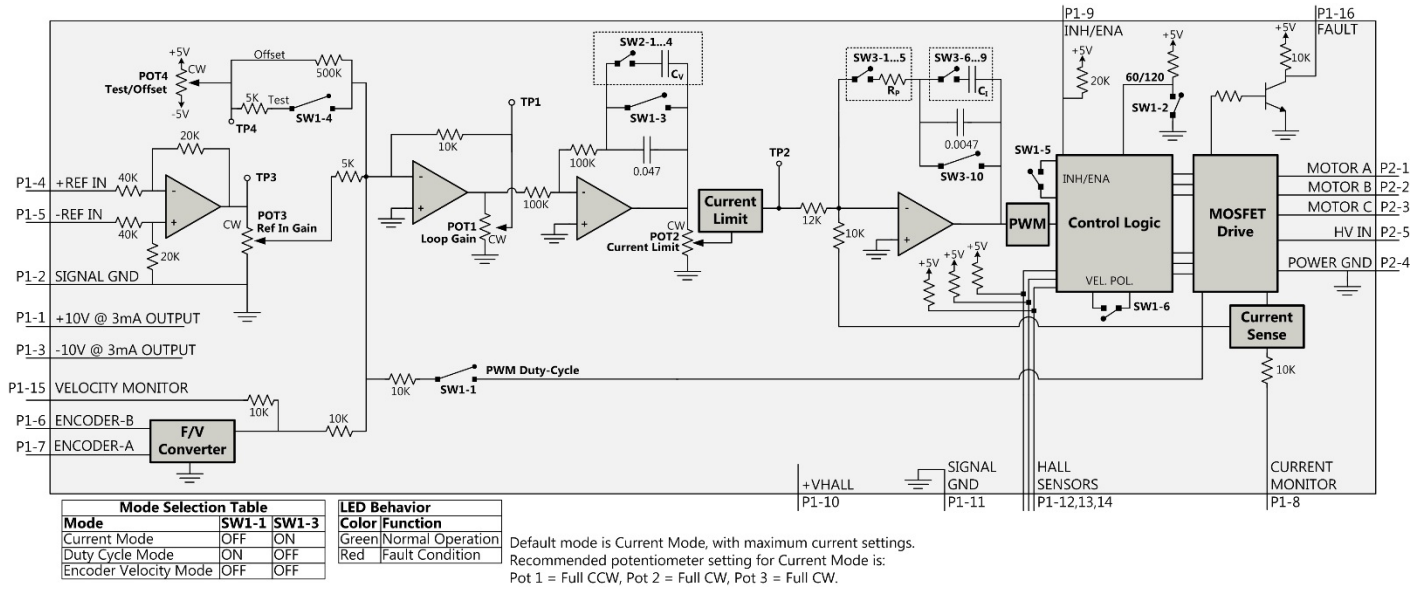 P1-9
INH/ENA
P1-16
FAULT
+5V
Offset
500K
CW
POT4
Test/Offset
-5V
5K
Test
SW1-4
TP4
SW2-1...4
Cv
SW1-3
100K
0.047
TP1
10K
SW3-1...5
RP
SW3-6...9
CI
0.0047
SW3-10
+5V
20K
60/120
+5V
SW1-2
+5V
10K
20K
P1-4 +REF IN
40K
-
+
TP3
CW
POT3
Ref In Gain
P1-5 -REF IN
40K
20K
P1-2 SIGNAL GND
5K
-
+
POT1
Loop Gain
CW
100K
-
+
CW
POT2
Current Limit
Current
Limit
TP2
12K
10K
-
+
PWM
SW1-5
INH/ENA
Control Logic
VEL. POL.
SW1-6
MOSFET
Drive
MOTOR A P2-1
MOTOR B P2-2
MOTOR C P2-3
HV IN P2-5
POWER GND P2-4
+5V
+5V
+5V
Current
Sense
10K
P1-1 +10V @ 3mA OUTPUT
P1-3 -10V @ 3mA OUTPUT
P1-15 VELOCITY MONITOR
10K
10K
SW1-1
PWM Duty-Cycle
P1-6 ENCODER-B
P1-7 ENCODER-A
F/V
Converter
10K
+VHALL
P1-10
SIGNAL
GND
P1-11
HALL
SENSORS
P1-12,13,14
CURRENT
MONITOR
P1-8
Mode Selection Table
Mode SW1-1 SW1-3
Current Mode OFF ON
Duty Cycle Mode ON OFF
Encoder Velocity Mode OFF OFF
LED Behavior
Color Function
Green Normal Operation
Red Fault Condition
Default mode is Current Mode, with maximum current settings.
Recommended potentiometer setting for Current Mode is:
Pot 1 = Full CCW, Pot 2 = Full CW, Pot 3 = Full CW.